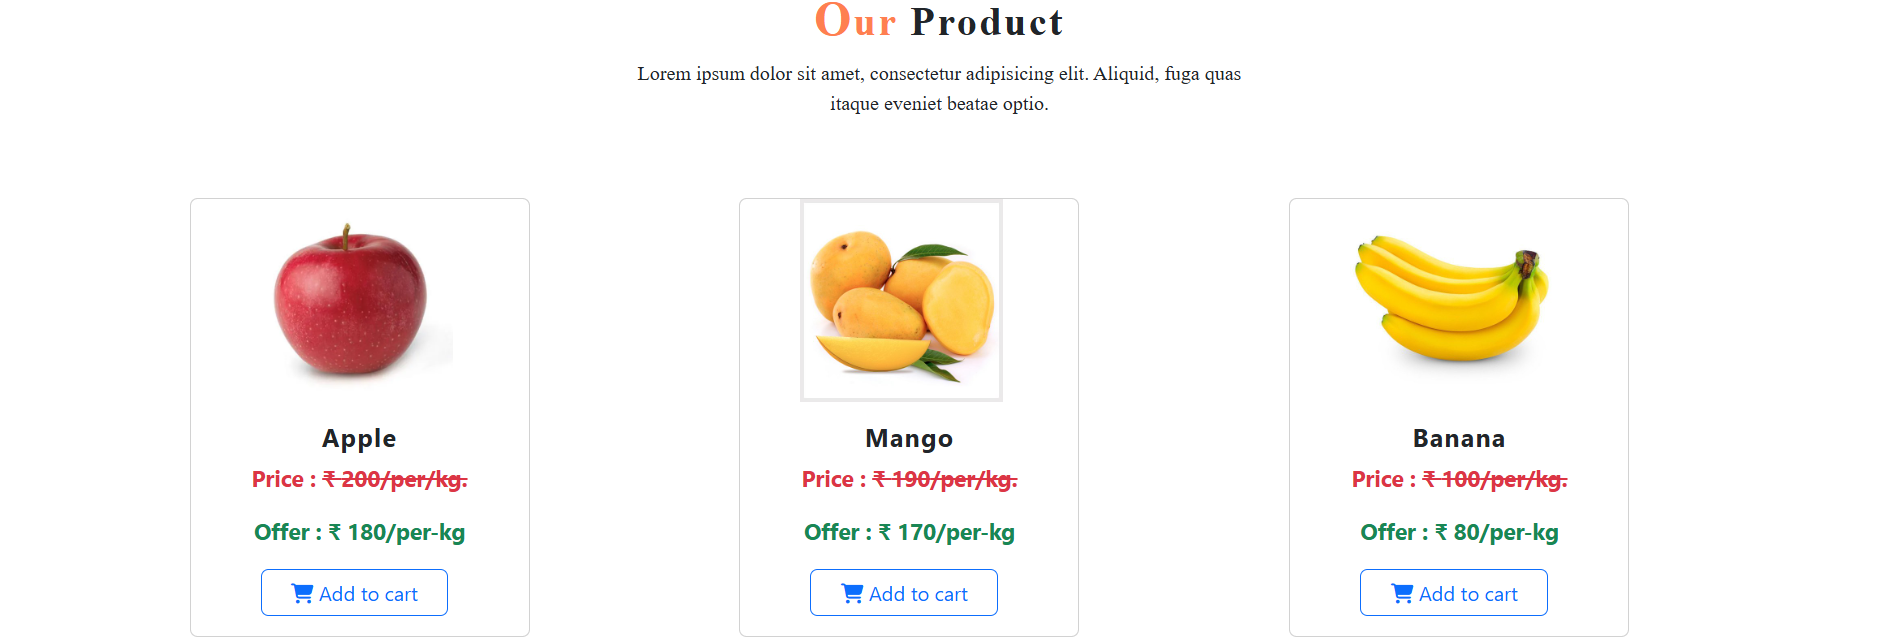 Our Product
Lorem ipsum dolor sit amet, consectetur adipisicing elit. Aliquid, fuga quas
itaque eveniet beatae optio.
Apple
Price : ₹ 200/per/kg.
Offer : ₹ 180/per-kg
Add to cart
Mango
Price : ₹ 190/per/kg.
Offer : ₹ 170/per-kg
Add to cart
Banana
Price : ₹ 100/per/kg.
Offer : ₹ 80/per-kg
Add to cart